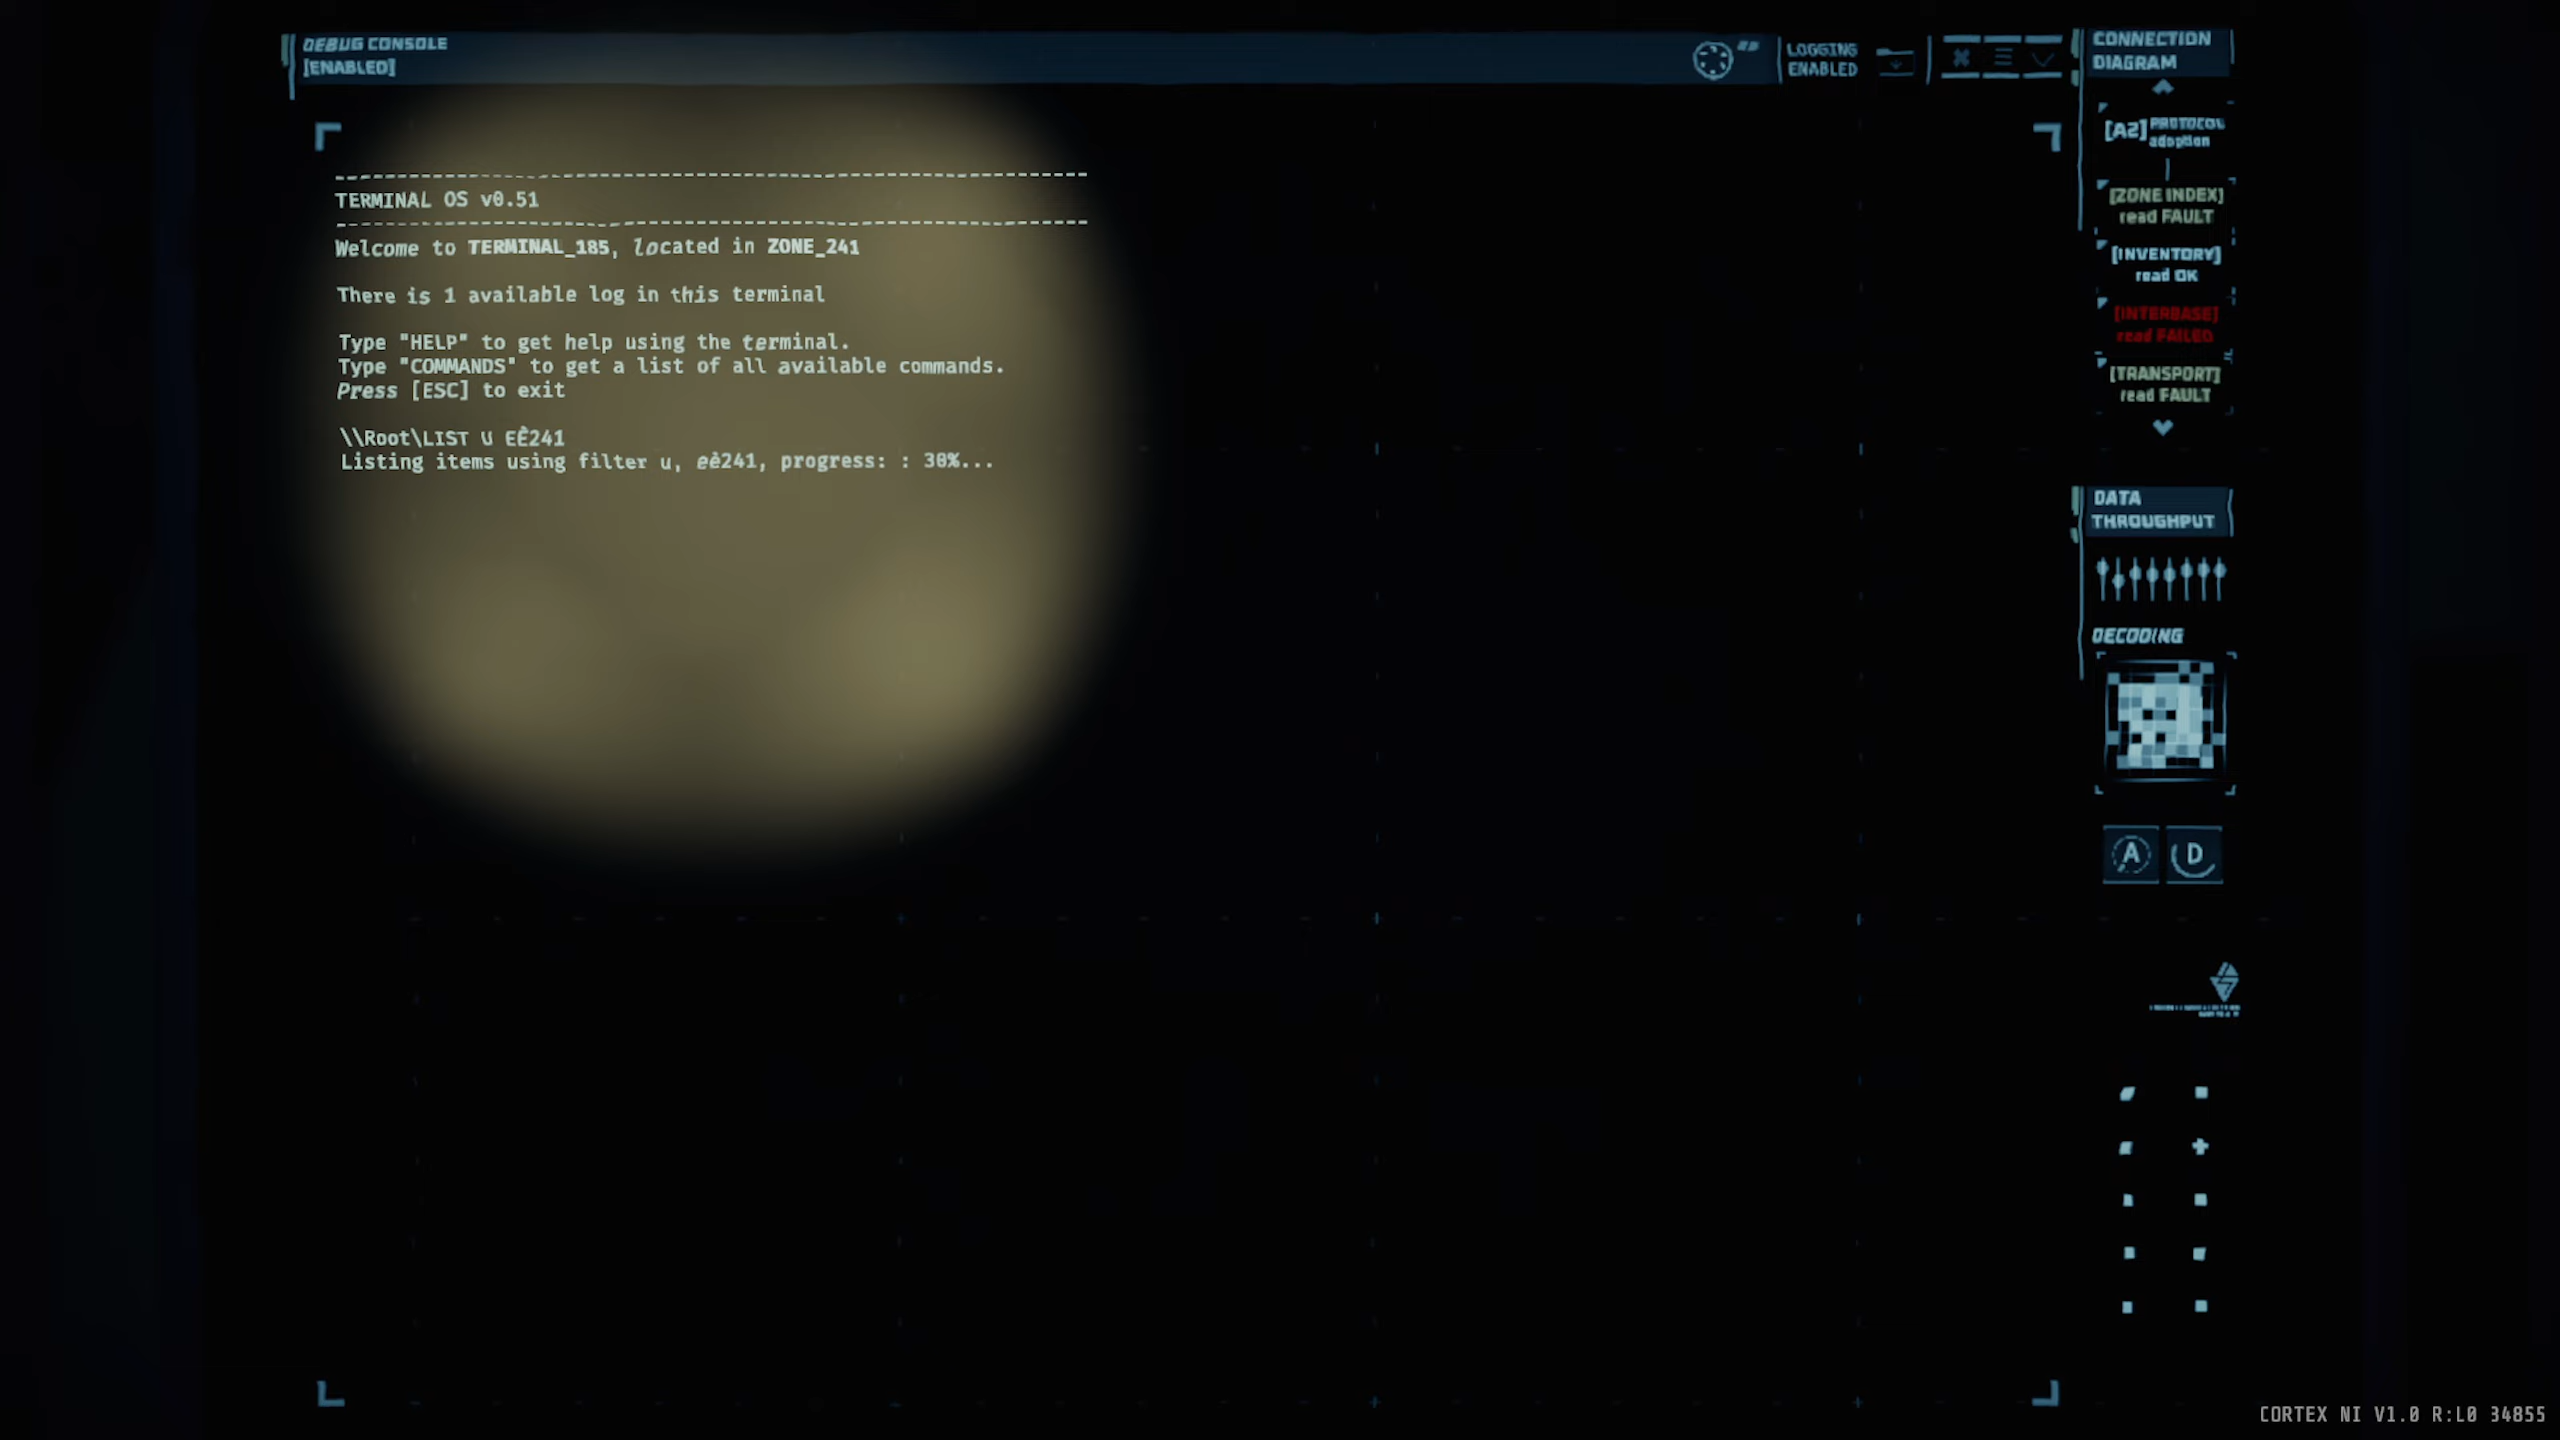 DEBUG CONSOLE
[ENABLED]
LOGGING
ENABLED
TERMINAL OS v0.51
Welcome to TERMINAL_185, located in ZONE_241
There is 1 available log in this terminal
Type "HELP" to get help using the terminal.
Type "COMMANDS" to get a list of all available commands.
Press [ESC] to exit
\\Root\LIST U EÈ241
Listing items using filter u, eè241, progress: : 30%...
CONNECTION
DIAGRAM
[A2] PROTOCOL
adoption
[ZONE INDEX]
read FAULT
[INVENTORY]
read OK
[INTERBASE]
read FAILED
[TRANSPORT]
read FAULT
DATA
THROUGHPUT
DECODING
A D
CORTEX NI V1.0 R:L0 34855